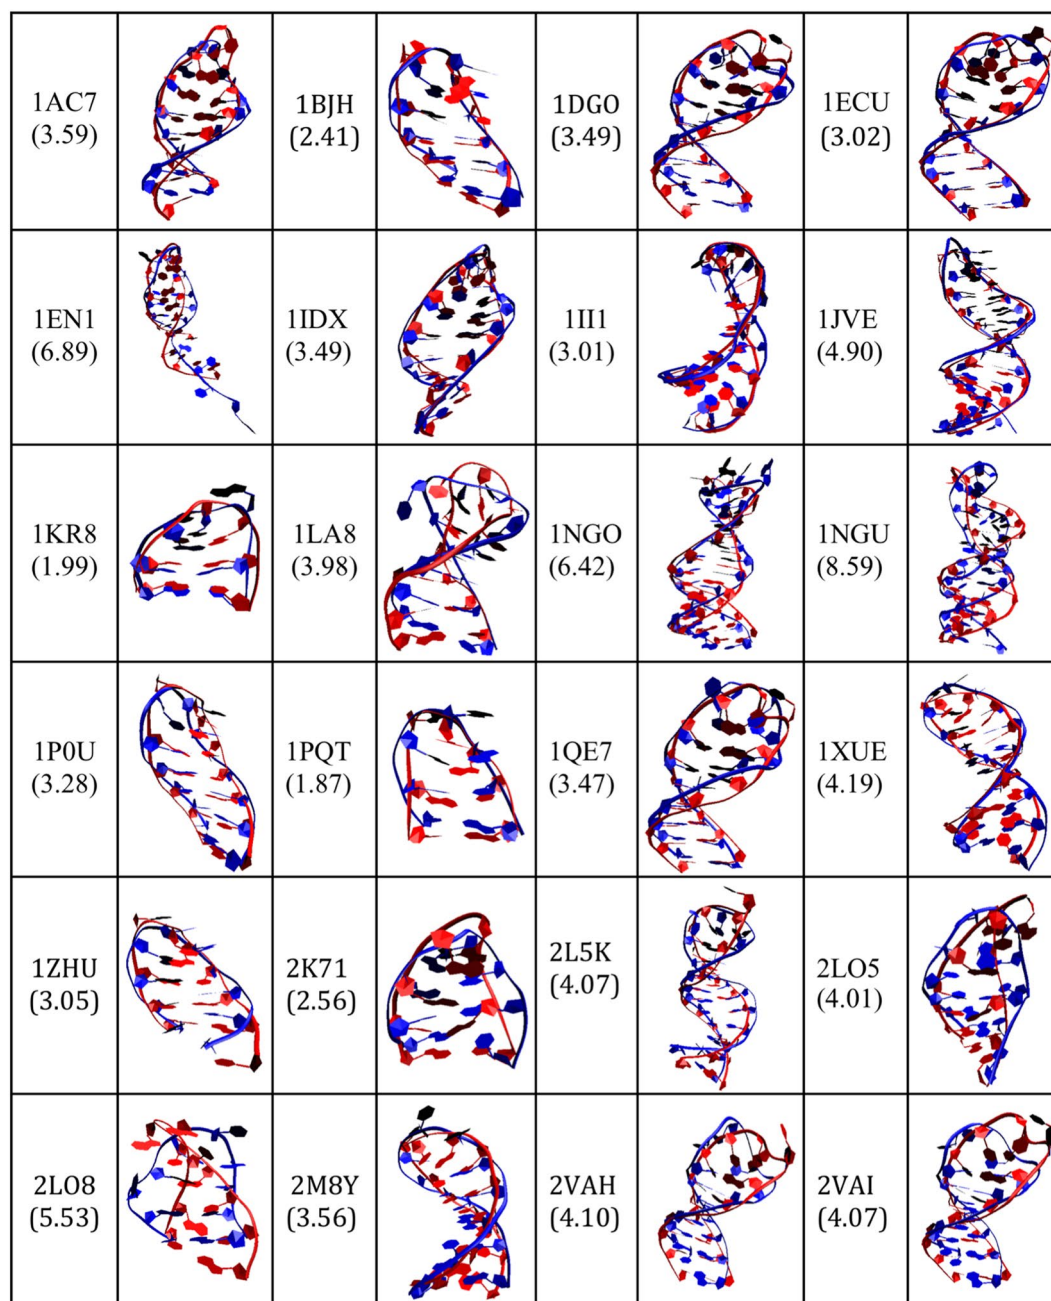 1AC7
(3.59)
1BJH
(2.41)
1DGO
(3.49)
1ECU
(3.02)
1EN1
(6.89)
1IDX
(3.49)
1II1
(3.01)
1JVE
(4.90)
1KR8
(1.99)
1LA8
(3.98)
1NGO
(6.42)
1NGU
(8.59)
1P0U
(3.28)
1PQT
(1.87)
1QE7
(3.47)
1XUE
(4.19)
1ZHU
(3.05)
2K71
(2.56)
2L5K
(4.07)
2LO5
(4.01)
2LO8
(5.53)
2M8Y
(3.56)
2VAH
(4.10)
2VAI
(4.07)